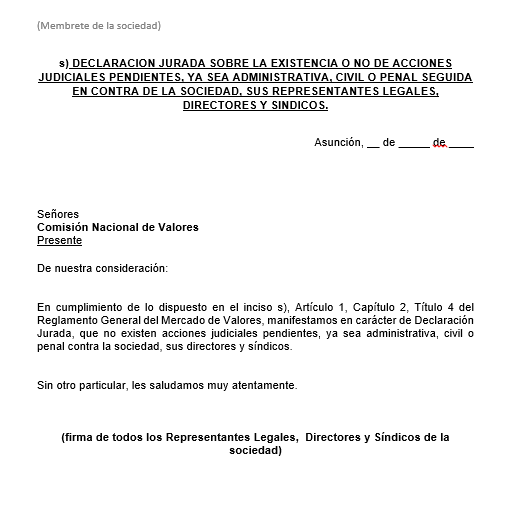 (Membrete de la sociedad)
s) DECLARACION JURADA SOBRE LA EXISTENCIA O NO DE ACCIONES
JUDICIALES PENDIENTES, YA SEA ADMINISTRATIVA, CIVIL O PENAL SEGUIDA
EN CONTRA DE LA SOCIEDAD, SUS REPRESENTANTES LEGALES,
DIRECTORES Y SINDICOS.
Asunción, __ de _____ de ____
Señores
Comisión Nacional de Valores
Presente
De nuestra consideración:
En cumplimiento de lo dispuesto en el inciso s), Artículo 1, Capítulo 2, Título 4 del
Reglamento General del Mercado de Valores, manifestamos en carácter de Declaración
Jurada, que no existen acciones judiciales pendientes, ya sea administrativa, civil o
penal contra la sociedad, sus directores y síndicos.
Sin otro particular, les saludamos muy atentamente.
(firma de todos los Representantes Legales, Directores y Síndicos de la
sociedad)